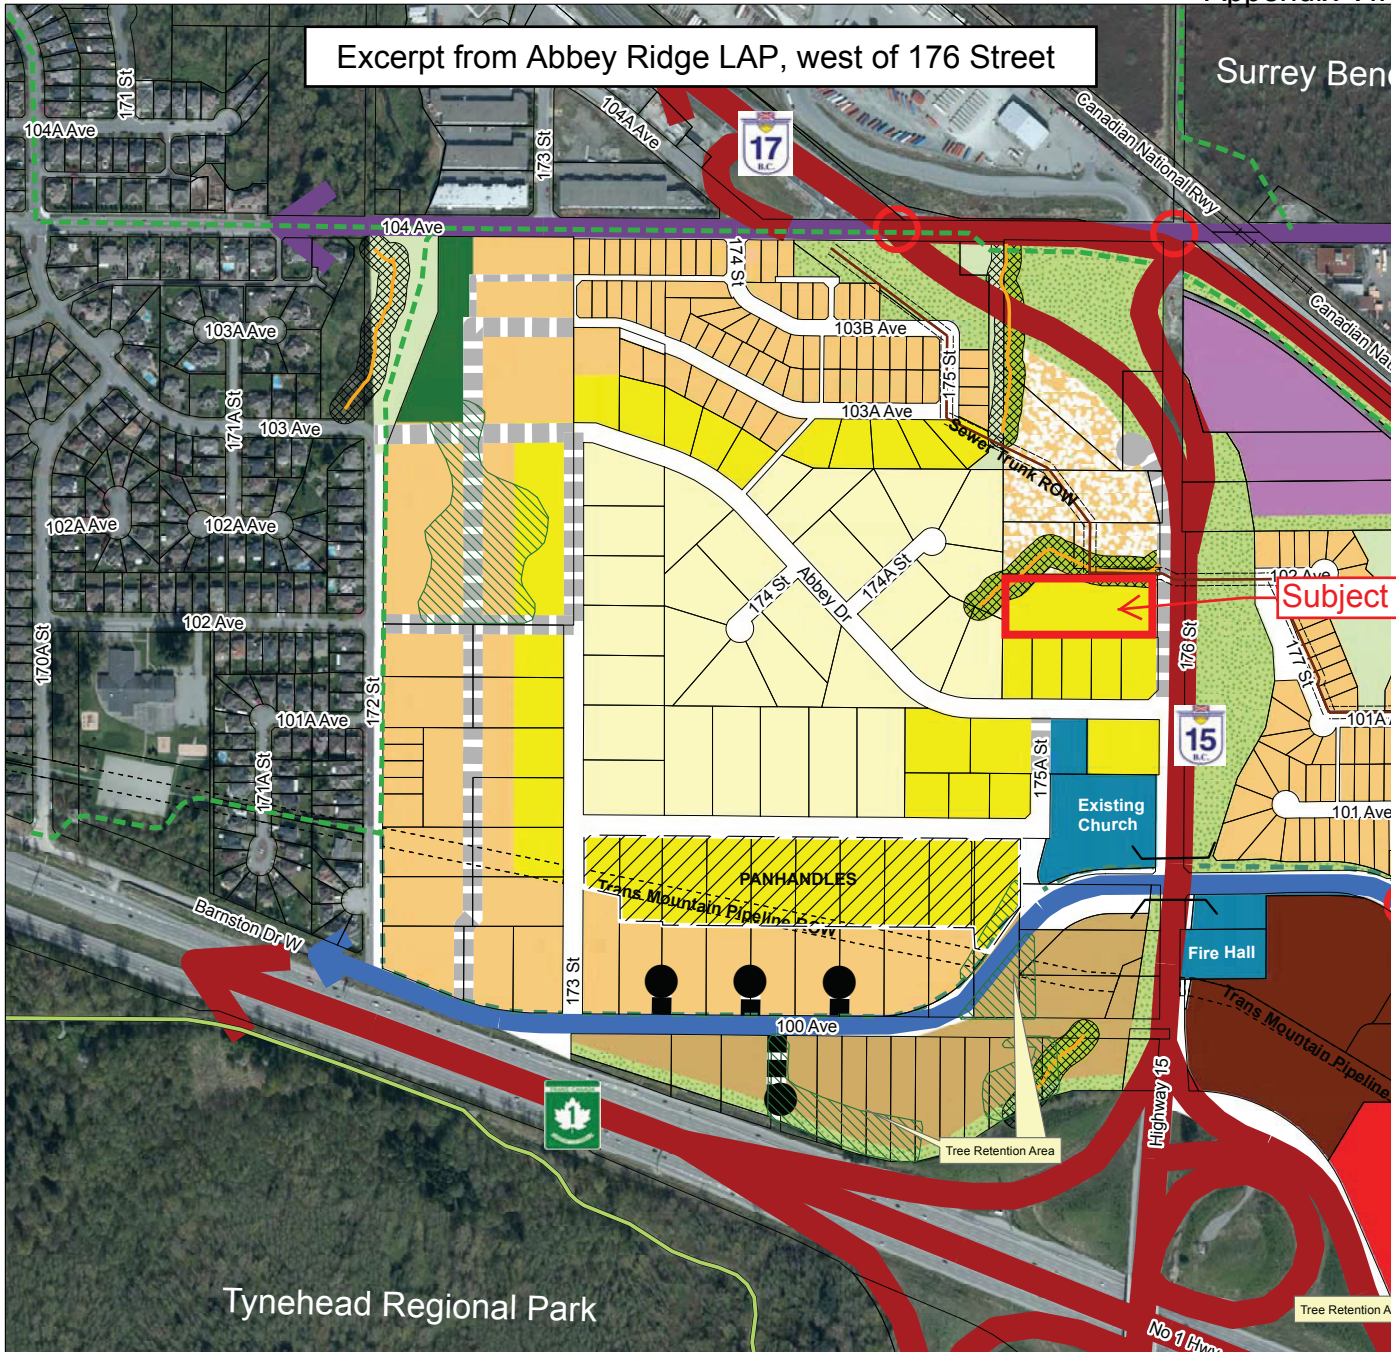 Excerpt from Abbey Ridge LAP, west of 176 Street
Surrey Ben
171 St
104A Ave
173 St
104A Ave
17
B.C.
Canadian National Rwy
104 Ave
174 St
Canadian Nat
103A Ave
103B Ave
175 St
171A St
103 Ave
103A Ave
Sewer Trunk ROW
102A Ave
102A Ave
174 St
Abbey Dr
174A St
102 Ave
Subject
170A St
102 Ave
172 St
176 St
177 St
101A Ave
101A A
15
B.C.
171A St
175A St
Existing
Church
101 Ave
PANHANDLES
Trans Mountain Pipeline ROW
Barnston Dr W
173 St
Fire Hall
Trans Mountain Pipeline
100 Ave
1
Highway 15
Tree Retention Area
Tynehead Regional Park
Tree Retention A
No 1 Hwy